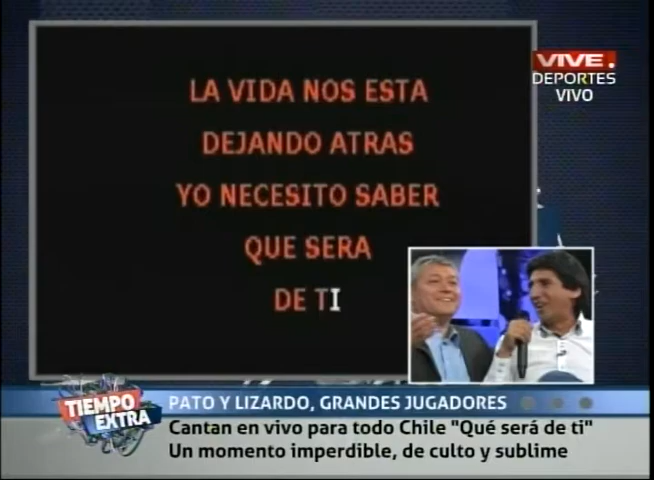 LA VIDA NOS ESTA
DEJANDO ATRAS
YO NECESITO SABER
QUE SERA
DE TI
VIVE.
DEPORTES
VIVO
TIEMPO
EXTRA
PATO Y LIZARDO, GRANDES JUGADORES
Cantan en vivo para todo Chile "Qué será de ti"
Un momento imperdible, de culto y sublime